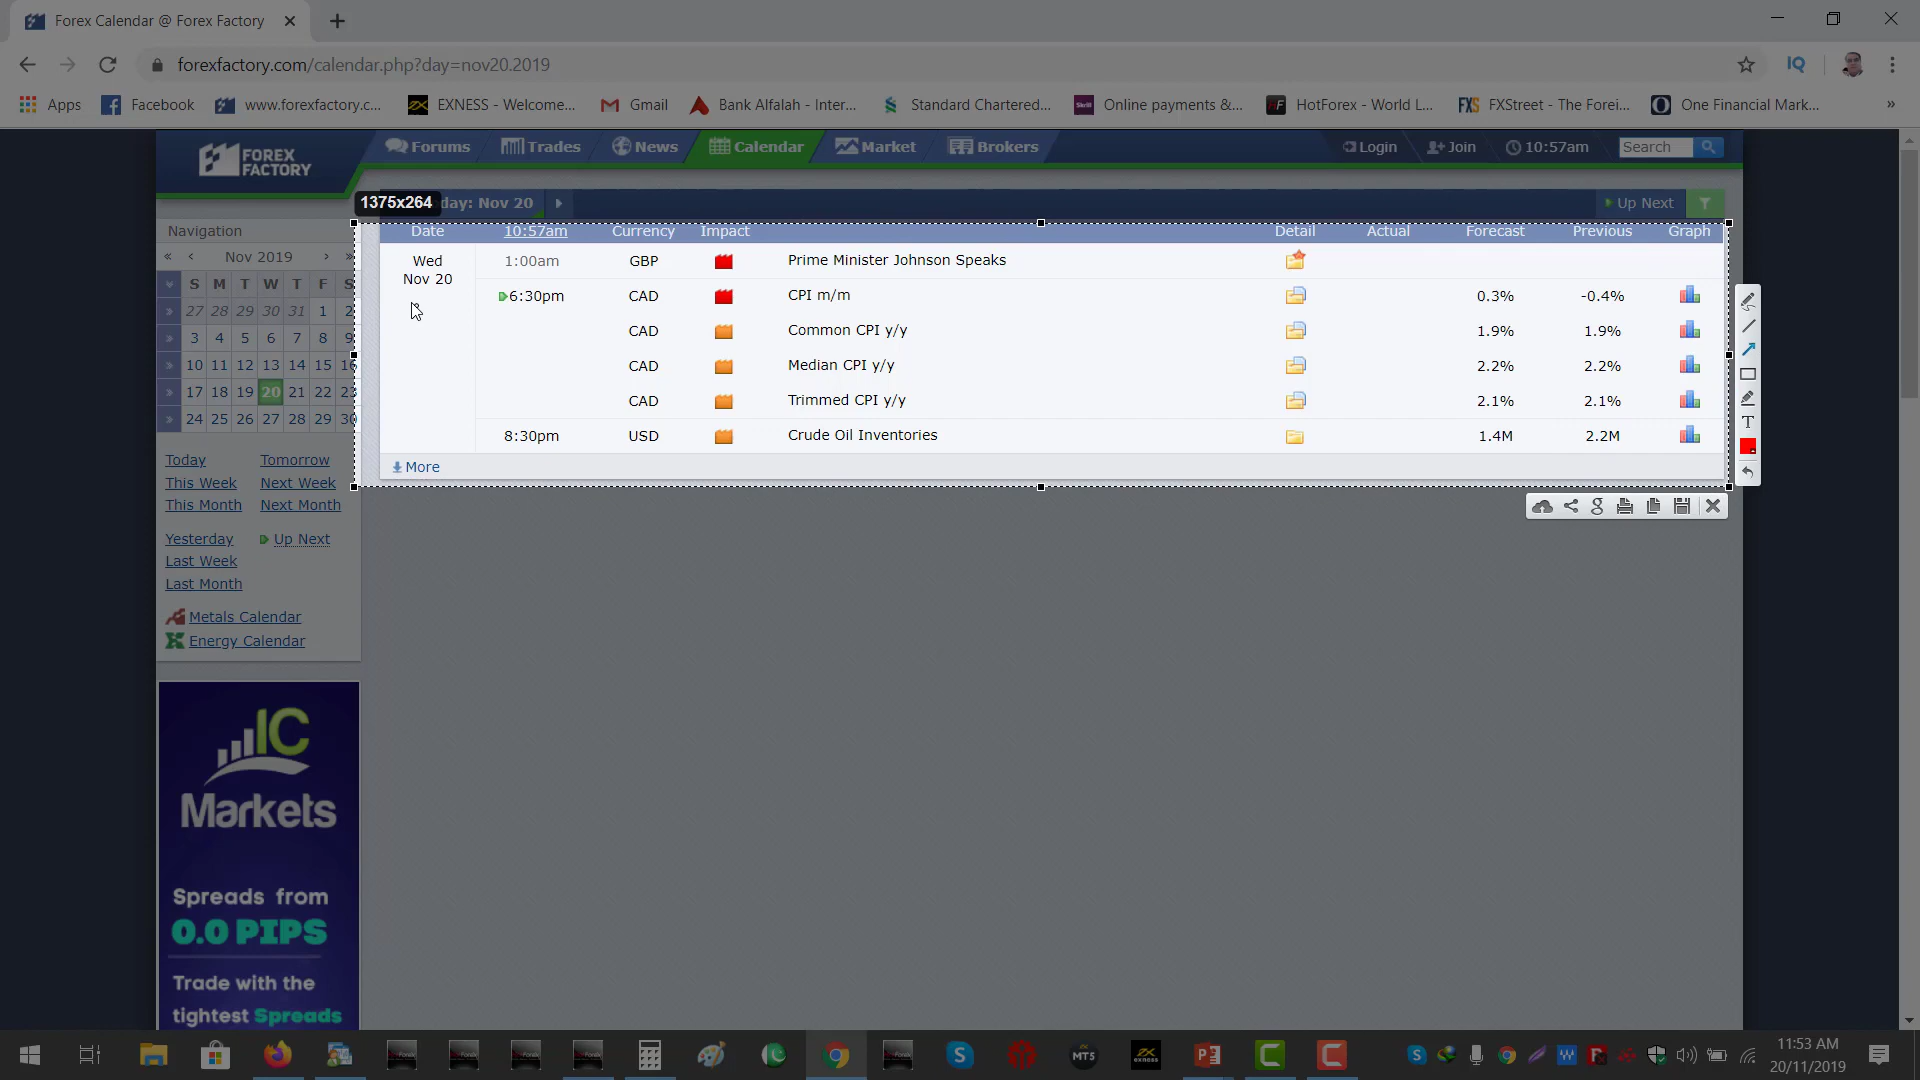 Forex Calendar @ Forex Factory
forexfactory.com/calendar.php?day=nov20.2019
IQ
Apps
Facebook
www.forexfactory.c...
EXNESS - Welcome...
Gmail
Bank Alfalah - Inter...
Standard Chartered...
Online payments &...
HotForex - World L...
FXStreet - The Forei...
One Financial Mark...
FOREX FACTORY
Forums Trades News Calendar Market Brokers Login Join 10:57am Search
1375x264
day: Nov 20
Up Next
Navigation
Nov 2019
S M T W T F S
27 28 29 30 31 1 2
3 4 5 6 7 8 9
10 11 12 13 14 15 16
17 18 19 20 21 22 23
24 25 26 27 28 29 30
Today Tomorrow
This Week Next Week
This Month Next Month
Yesterday Up Next
Last Week
Last Month
Metals Calendar
Energy Calendar
IC
Markets
Spreads from
0.0 PIPS
Trade with the
tightest Spreads
Date 10:57am Currency Impact Detail Actual Forecast Previous Graph
Wed
Nov 20
1:00am GBP Prime Minister Johnson Speaks
6:30pm CAD CPI m/m 0.3% -0.4%
CAD Common CPI y/y 1.9% 1.9%
CAD Median CPI y/y 2.2% 2.2%
CAD Trimmed CPI y/y 2.1% 2.1%
8:30pm USD Crude Oil Inventories 1.4M 2.2M
More
T
MT5
11:53 AM
20/11/2019